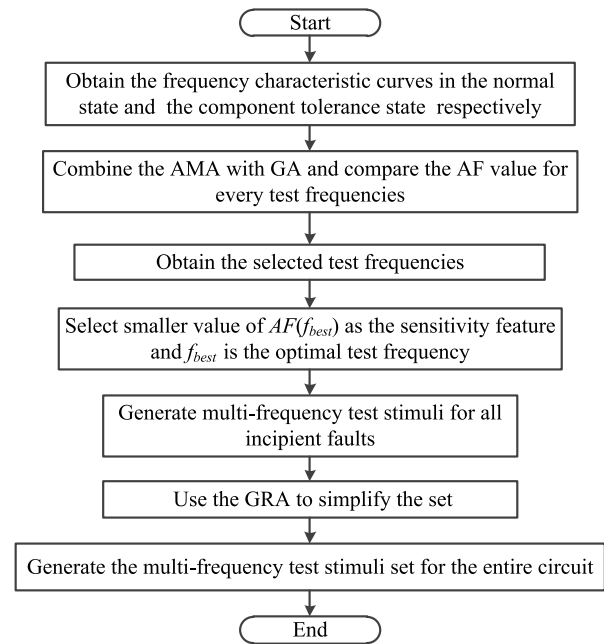 Start
Obtain the frequency characteristic curves in the normal
state and the component tolerance state respectively
Combine the AMA with GA and compare the AF value for
every test frequencies
Obtain the selected test frequencies
Select smaller value of AF(f_best) as the sensitivity feature
and f_best is the optimal test frequency
Generate multi-frequency test stimuli for all
incipient faults
Use the GRA to simplify the set
Generate the multi-frequency test stimuli set for the entire circuit
End